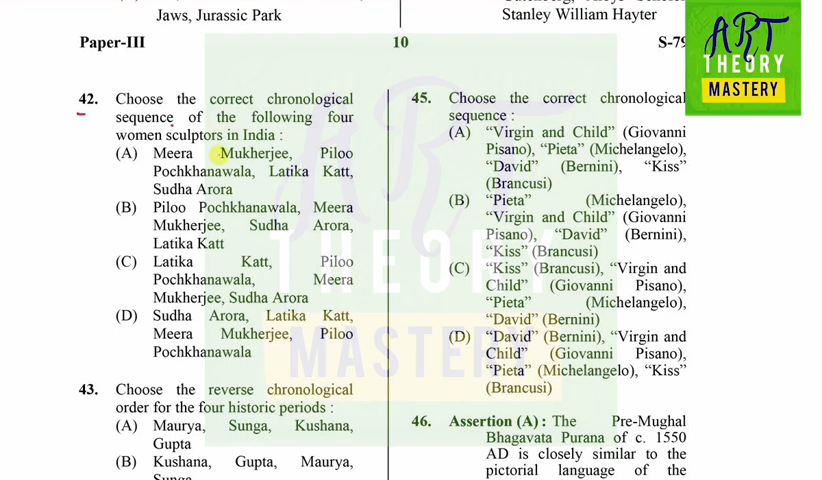 Jaws, Jurassic Park
Stanley William Hayter
Paper-III
10
S-79
ART
THEORY
MASTERY
42. Choose the correct chronological
sequence of the following four
women sculptors in India :
(A) Meera Mukherjee, Piloo
Pochkhanawala, Latika Katt,
Sudha Arora
(B) Piloo Pochkhanawala, Meera
Mukherjee, Sudha Arora,
Latika Katt
(C) Latika Katt, Piloo
Pochkhanawala, Meera
Mukherjee, Sudha Arora
(D) Sudha Arora, Latika Katt,
Meera Mukherjee, Piloo
Pochkhanawala
43. Choose the reverse chronological
order for the four historic periods :
(A) Maurya, Sunga, Kushana,
Gupta
(B) Kushana, Gupta, Maurya,
45. Choose the correct chronological
sequence :
(A) “Virgin and Child” (Giovanni
Pisano), “Pieta” (Michelangelo),
“David” (Bernini), “Kiss”
(Brancusi)
(B) “Pieta” (Michelangelo),
“Virgin and Child” (Giovanni
Pisano), “David” (Bernini),
“Kiss” (Brancusi)
(C) “Kiss” (Brancusi), “Virgin and
Child” (Giovanni Pisano),
“Pieta” (Michelangelo),
“David” (Bernini)
(D) “David” (Bernini), “Virgin and
Child” (Giovanni Pisano),
“Pieta” (Michelangelo), “Kiss”
(Brancusi)
46. Assertion (A) : The Pre-Mughal
Bhagavata Purana of c. 1550
AD is closely similar to the
pictorial language of the
ART
THEORY
MASTERY